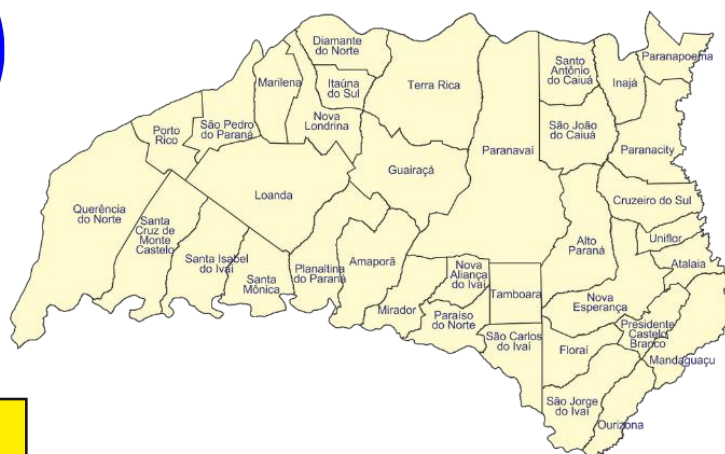 Diamante
do Norte
Marilena
Itaúna
do Sul
Terra Rica
Santo
Antônio
do Caiuá
Inajá
Paranapoema
Porto
Rico
São Pedro
do Paraná
Nova
Londrina
Paranavaí
São João
do Caiuá
Paranacity
Guairaçá
Loanda
Querência
do Norte
Santa
Cruz de
Monte
Castelo
Santa Isabel
do Ivaí
Santa
Mônica
Planaltina
do Paraná
Amaporã
Alto
Paraná
Cruzeiro do Sul
Uniflor
Atalaia
Nova
Aliança
do Ivaí
Tamboara
Mirador
Paraíso
do Norte
Nova
Esperança
São Carlos
do Ivaí
Floraí
Presidente
Castelo
Branco
Mandaguaçu
São Jorge
do Ivaí
Ourizona